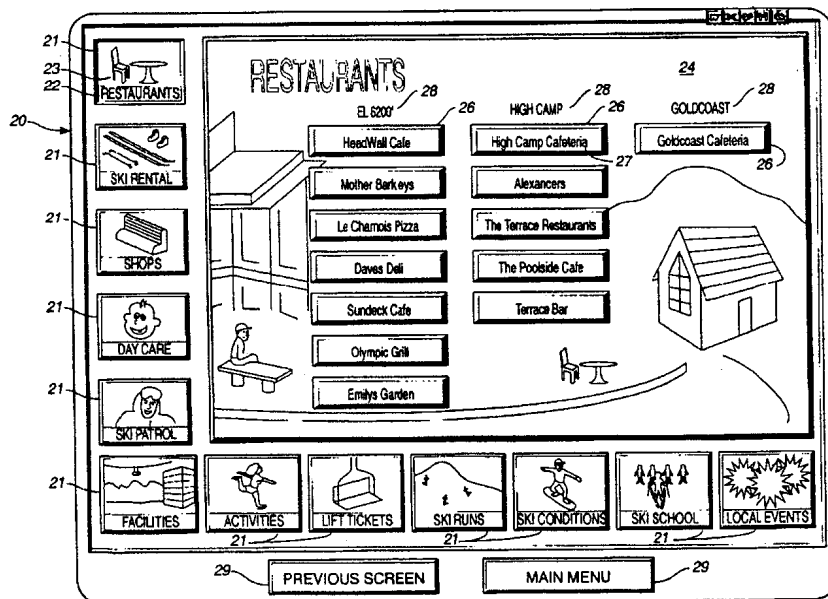 21
23
22
RESTAURANTS
20
21
SKI RENTAL
21
SHOPS
21
DAY CARE
21
SKI PATROL
RESTAURANTS
24
EL 6200'
28
26
HIGH CAMP
28
26
GOLDCOAST
28
HeadWall Cafe
High Camp Cafeteria
27
Goldcoast Cafeteria
26
Mother Barkeys
Alexancers
Le Chamois Pizza
The Terrace Restaurants
Daves Deli
The Poolside Cafe
Sundeck Cafe
Terrace Bar
Olympic Grill
Emilys Garden
21
FACILITIES
ACTIVITIES
LIFT TICKETS
SKI RUNS
SKI CONDITIONS
SKI SCHOOL
LOCAL EVENTS
21
21
21
29
PREVIOUS SCREEN
MAIN MENU
29